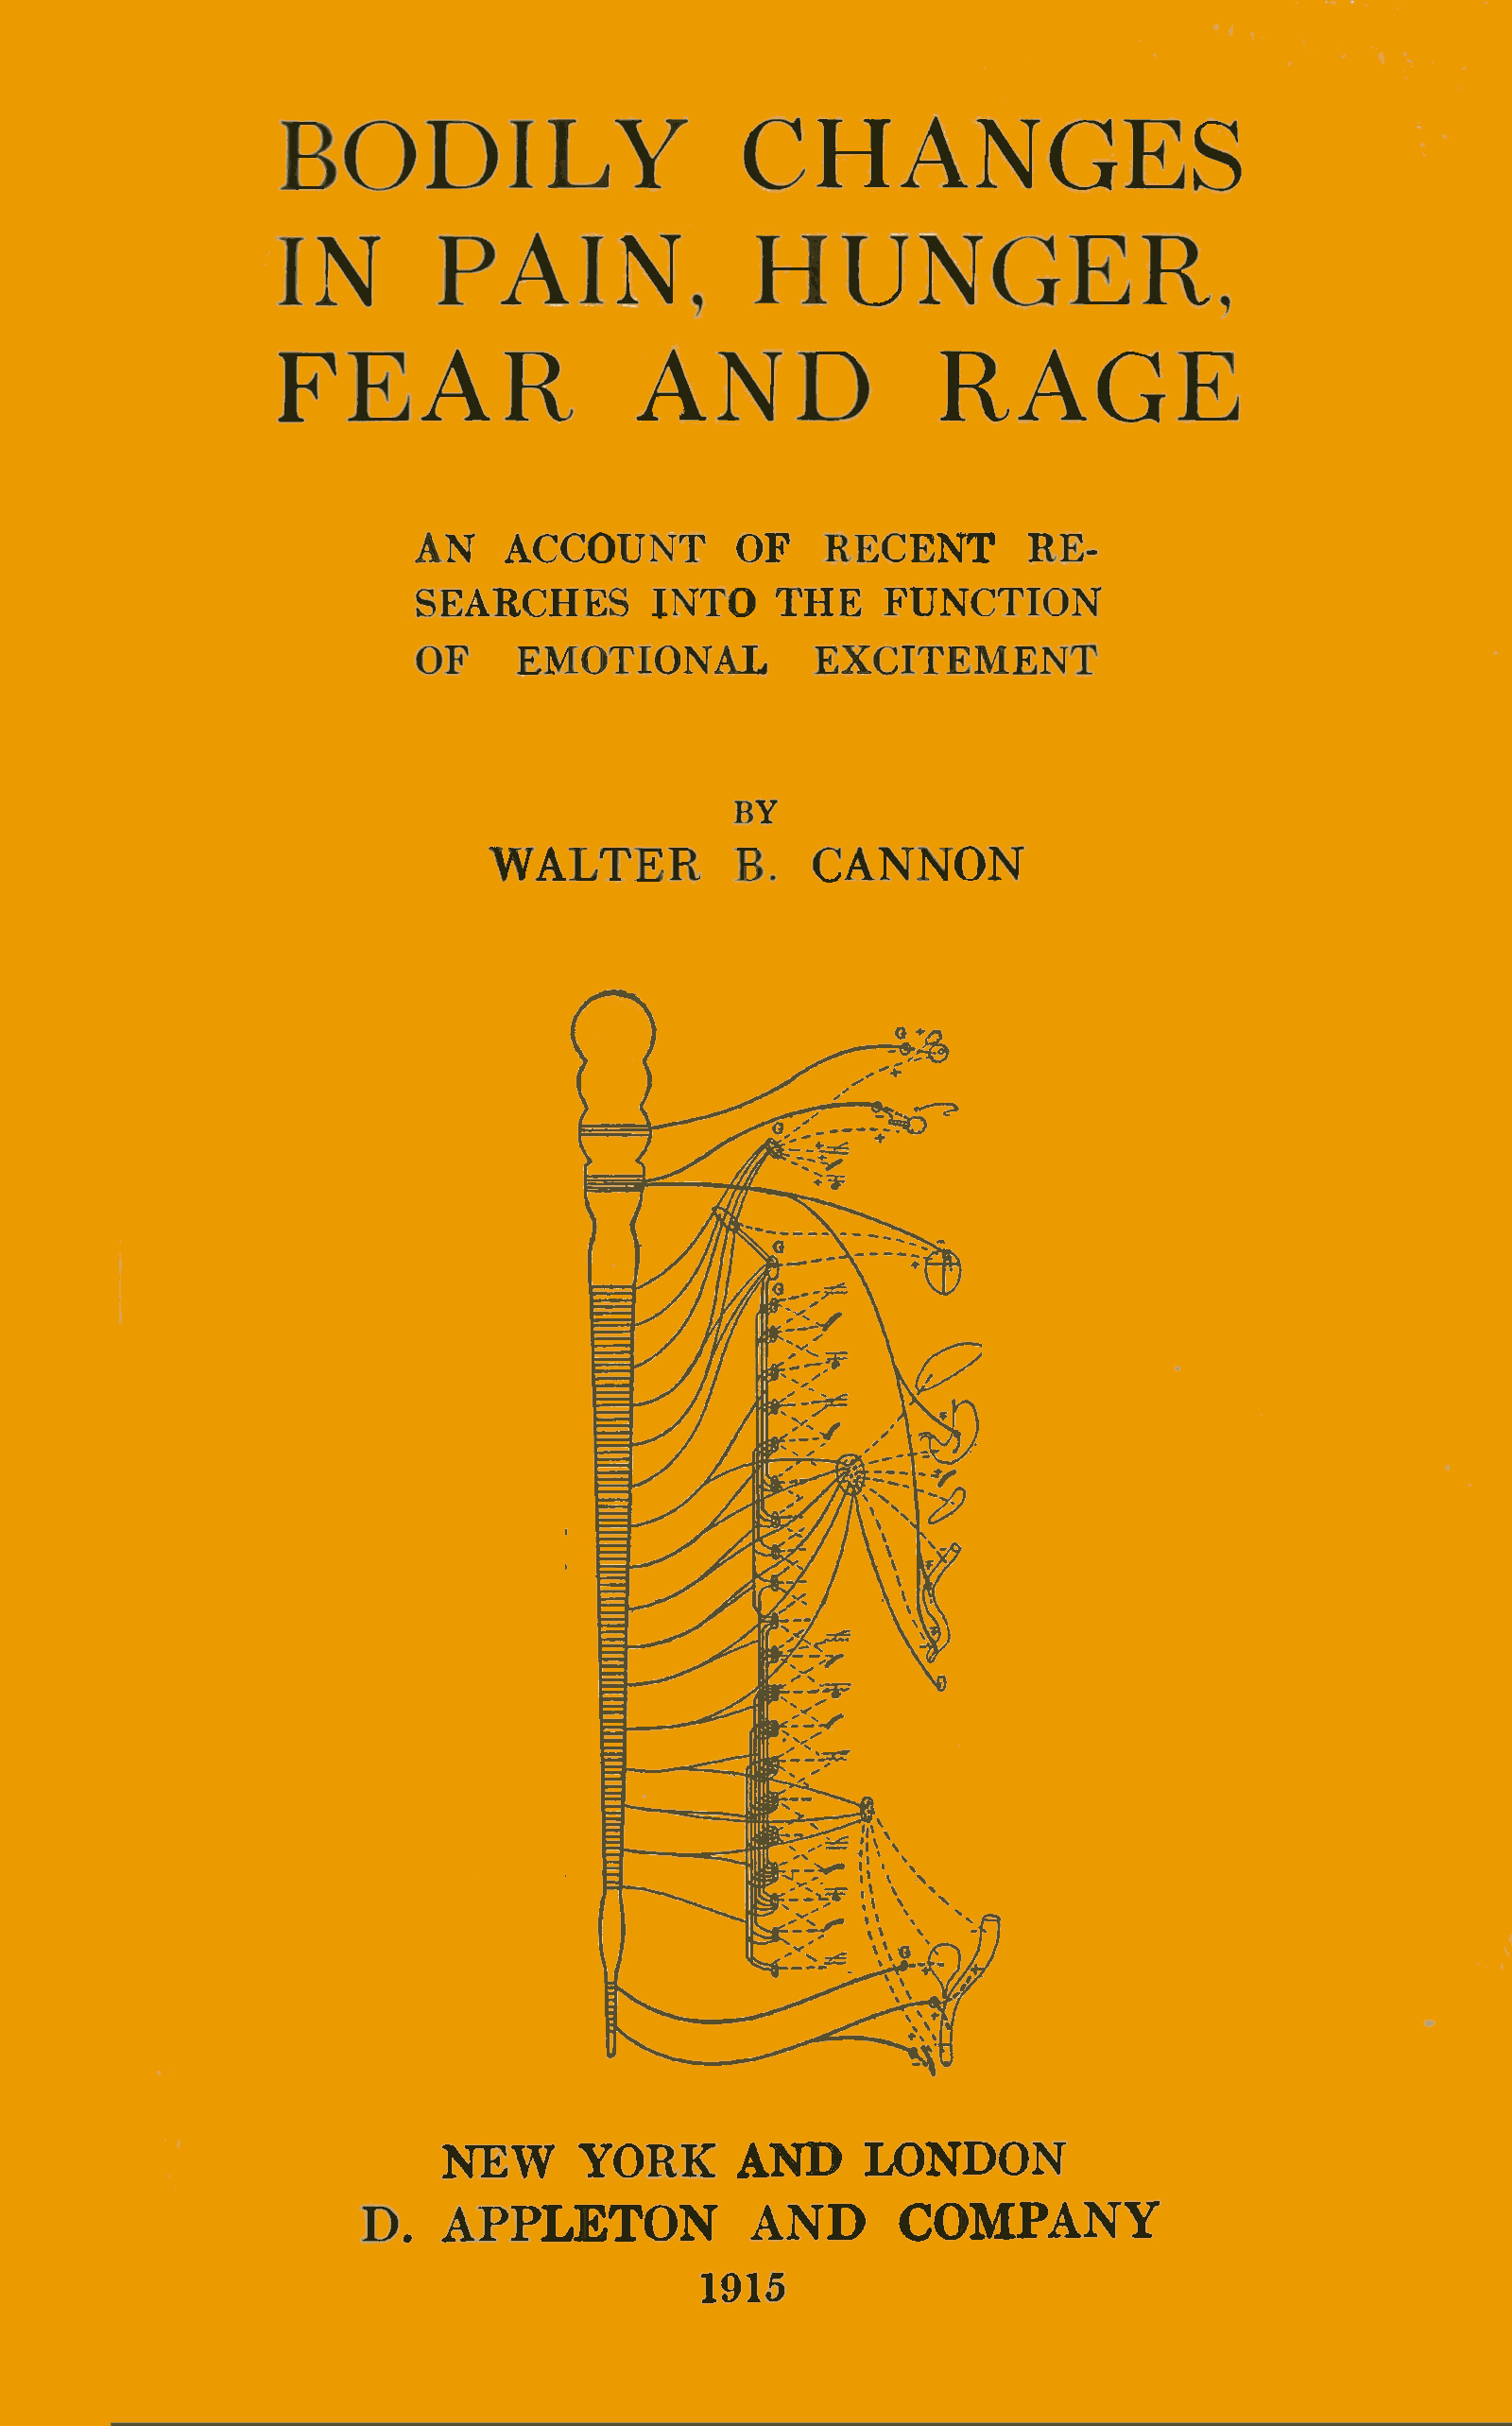 BODILY CHANGES
IN PAIN, HUNGER,
FEAR AND RAGE
AN ACCOUNT OF RECENT RE-
SEARCHES INTO THE FUNCTION
OF EMOTIONAL EXCITEMENT
BY
WALTER B. CANNON
G
G
G
G
G
NEW YORK AND LONDON
D. APPLETON AND COMPANY
1915